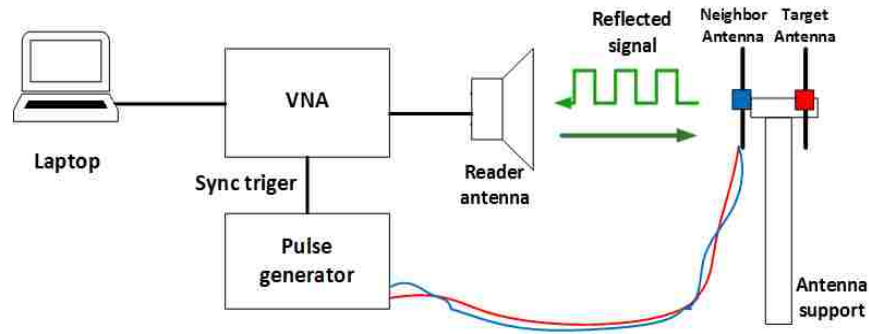 Reflected
signal
Neighbor
Antenna
Target
Antenna
VNA
Laptop
Reader
antenna
Sync triger
Pulse
generator
Antenna
support